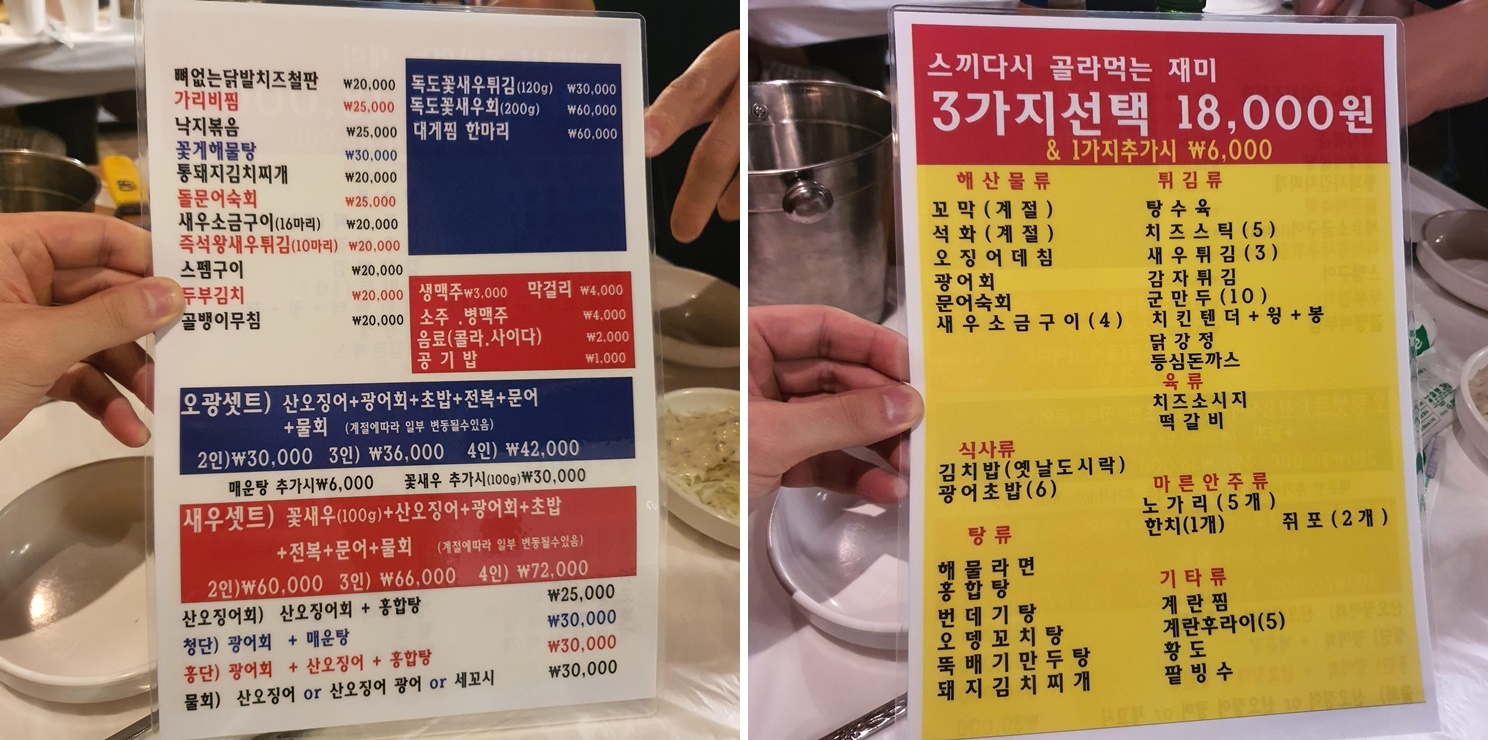 뼈없는닭발치즈철판 ₩20,000
가리비찜 ₩25,000
낙지볶음 ₩25,000
꽃게해물탕 ₩30,000
통돼지김치찌개 ₩20,000
돌문어숙회 ₩25,000
새우소금구이(16마리) ₩20,000
즉석왕새우튀김(10마리) ₩20,000
스펨구이 ₩20,000
두부김치 ₩20,000
골뱅이무침 ₩20,000
독도꽃새우튀김(120g) ₩30,000
독도꽃새우회(200g) ₩60,000
대게찜 한마리 ₩60,000
생맥주₩3,000 막걸리 ₩4,000
소주 .병맥주 ₩4,000
음료(콜라.사이다) ₩2,000
공기밥 ₩1,000
오광셋트) 산오징어+광어회+초밥+전복+문어
+물회 (계절에따라 일부 변동될수있음)
2인)₩30,000 3인) ₩36,000 4인) ₩42,000
매운탕 추가시₩6,000 꽃새우 추가시(100g)₩30,000
새우셋트) 꽃새우(100g)+산오징어+광어회+초밥
+전복+문어+물회 (계절에따라 일부 변동될수있음)
2인)₩60,000 3인) ₩66,000 4인) ₩72,000
산오징어회) 산오징어회 + 홍합탕 ₩25,000
청단) 광어회 + 매운탕 ₩30,000
홍단) 광어회 + 산오징어 + 홍합탕 ₩30,000
물회) 산오징어 or 산오징어 광어 or 세꼬시 ₩30,000
스끼다시 골라먹는 재미
3가지선택 18,000원
& 1가지추가시 ₩6,000
해산물류
꼬막(계절)
석화(계절)
오징어데침
광어회
문어숙회
새우소금구이(4)
식사류
김치밥(옛날도시락)
광어초밥(6)
탕류
해물라면
홍합탕
번데기탕
오뎅꼬치탕
뚝배기만두탕
돼지김치찌개
튀김류
탕수육
치즈스틱(5)
새우튀김(3)
감자튀김
군만두(10)
치킨텐더+윙+봉
닭강정
등심돈까스
육류
치즈소시지
떡갈비
마른안주류
노가리(5개)
한치(1개) 쥐포(2개)
기타류
계란찜
계란후라이(5)
황도
팥빙수